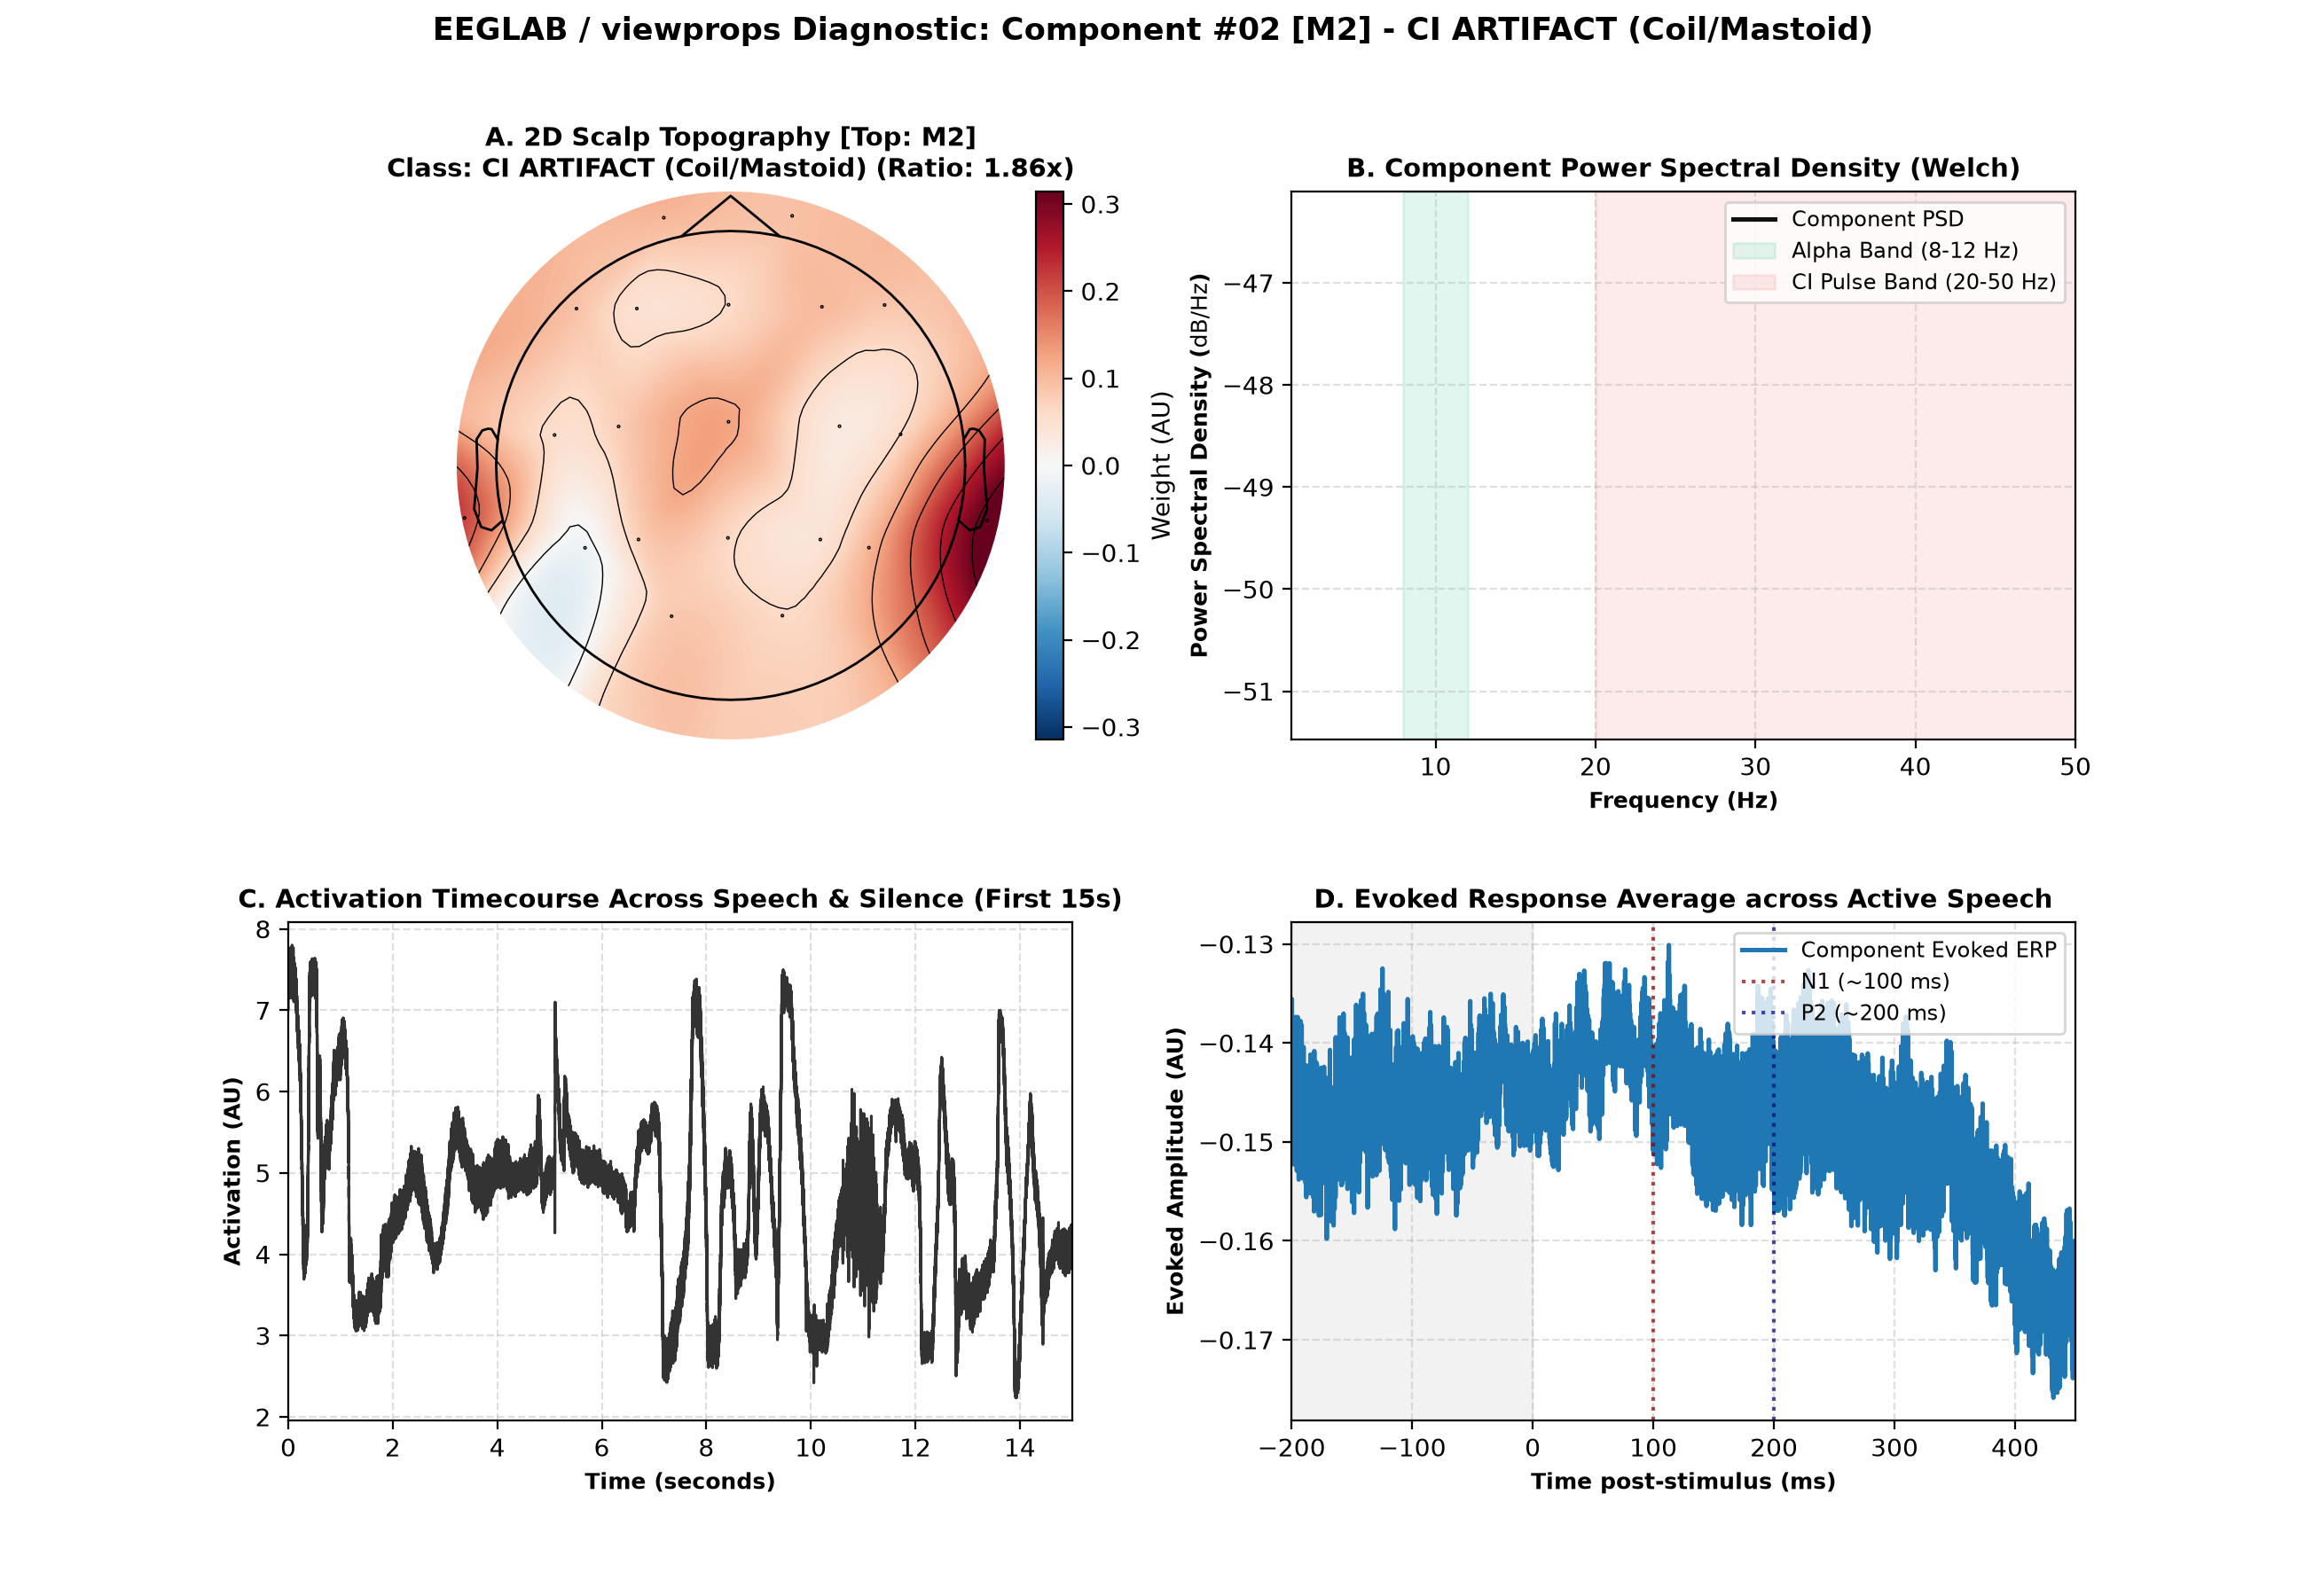 EEGLAB / viewprops Diagnostic: Component #02 [M2] - CI ARTIFACT (Coil/Mastoid)
A. 2D Scalp Topography [Top: M2]
Class: CI ARTIFACT (Coil/Mastoid) (Ratio: 1.86x)
0.3
0.2
0.1
0.0
−0.1
−0.2
−0.3
Weight (AU)
B. Component Power Spectral Density (Welch)
Component PSD
Alpha Band (8-12 Hz)
CI Pulse Band (20-50 Hz)
−47
−48
−49
−50
−51
Power Spectral Density (dB/Hz)
10 20 30 40 50
Frequency (Hz)
C. Activation Timecourse Across Speech & Silence (First 15s)
8
7
6
5
4
3
2
Activation (AU)
0 2 4 6 8 10 12 14
Time (seconds)
D. Evoked Response Average across Active Speech
Component Evoked ERP
N1 (~100 ms)
P2 (~200 ms)
−0.13
−0.14
−0.15
−0.16
−0.17
Evoked Amplitude (AU)
−200 −100 0 100 200 300 400
Time post-stimulus (ms)